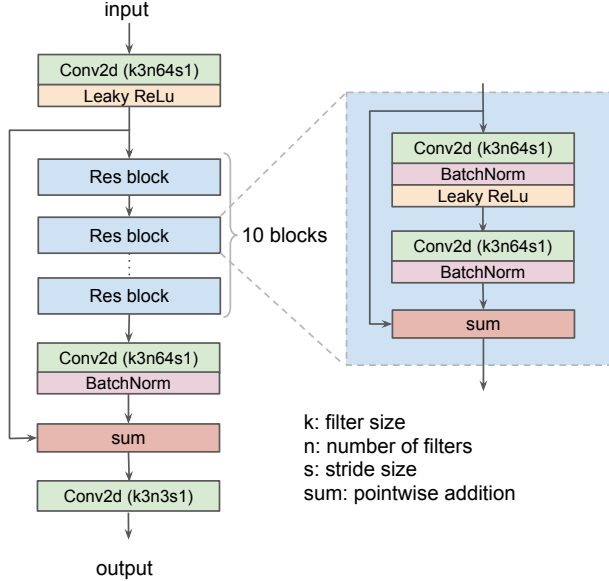 input
Conv2d (k3n64s1)
Leaky ReLu
Res block
Res block
10 blocks
Res block
Conv2d (k3n64s1)
BatchNorm
sum
Conv2d (k3n3s1)
output
Conv2d (k3n64s1)
BatchNorm
Leaky ReLu
Conv2d (k3n64s1)
BatchNorm
sum
k: filter size
n: number of filters
s: stride size
sum: pointwise addition